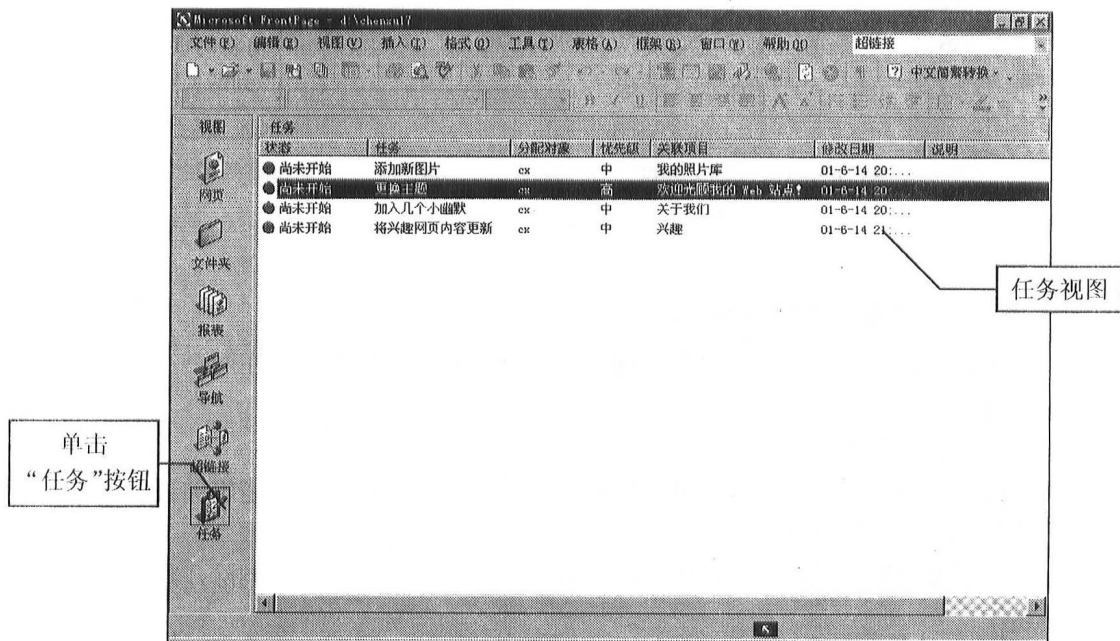 Microsoft FrontPage - d:\chenxu17
文件(F) 编辑(E) 视图(V) 插入(I) 格式(O) 工具(T) 表格(A) 框架(R) 窗口(W) 帮助(H) 超链接
中文简繁转换
B I U
视图 任务
状态 任务 分配对象 优先级 关联项目 修改日期 说明
尚未开始 添加新图片 cx 中 我的照片库 01-6-14 20:...
尚未开始 更换主题 cx 高 欢迎光顾我的 Web 站点! 01-6-14 20
尚未开始 加入几个小幽默 cx 中 关于我们 01-6-14 20:...
尚未开始 将兴趣网页内容更新 cx 中 兴趣 01-6-14 21:...
网页
文件夹
报表
导航
超链接
任务
任务视图
单击
“任务”按钮